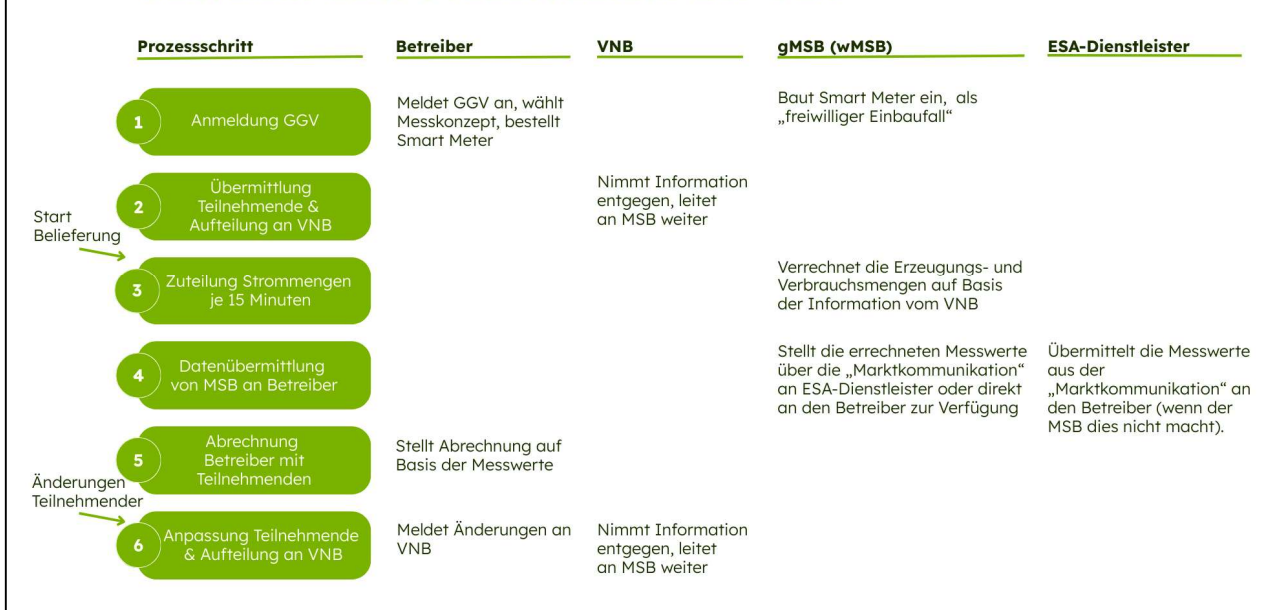 Prozessschritt
Betreiber
VNB
gMSB (wMSB)
ESA-Dienstleister
1
Anmeldung GGV
Meldet GGV an, wählt
Messkonzept, bestellt
Smart Meter
Baut Smart Meter ein, als
„freiwilliger Einbaufall“
2
Übermittlung
Teilnehmende &
Aufteilung an VNB
Nimmt Information
entgegen, leitet
an MSB weiter
Start
Belieferung
3
Zuteilung Strommengen
je 15 Minuten
Verrechnet die Erzeugungs- und
Verbrauchsmengen auf Basis
der Information vom VNB
4
Datenübermittlung
von MSB an Betreiber
Stellt die errechneten Messwerte
über die „Marktkommunikation“
an ESA-Dienstleister oder direkt
an den Betreiber zur Verfügung
Übermittelt die Messwerte
aus der
„Marktkommunikation“ an
den Betreiber (wenn der
MSB dies nicht macht).
5
Abrechnung
Betreiber mit
Teilnehmenden
Stellt Abrechnung auf
Basis der Messwerte
Änderungen
Teilnehmender
6
Anpassung Teilnehmende
& Aufteilung an VNB
Meldet Änderungen an
VNB
Nimmt Information
entgegen, leitet
an MSB weiter